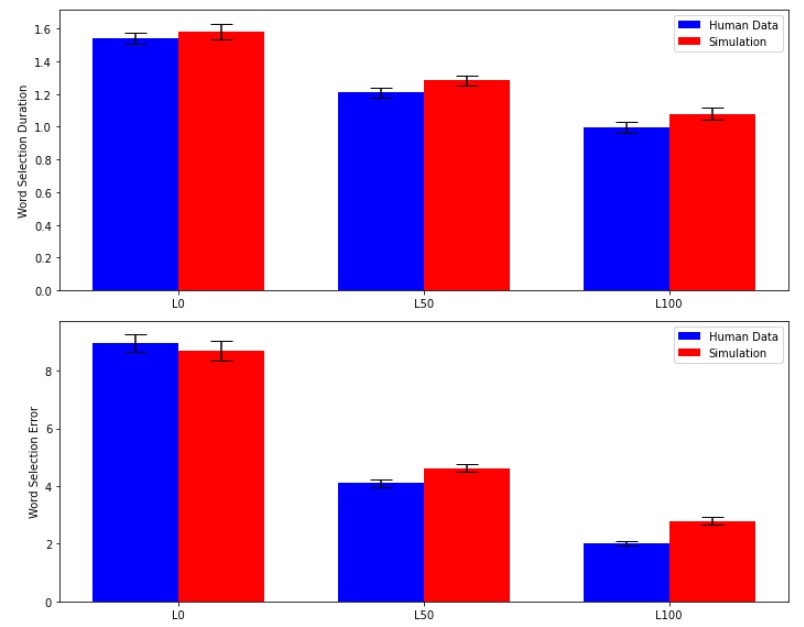 Word Selection Duration
1.6
1.4
1.2
1.0
0.8
0.6
0.4
0.2
0.0
Human Data
Simulation
L0 L50 L100
Word Selection Error
8
6
4
2
0
Human Data
Simulation
L0 L50 L100